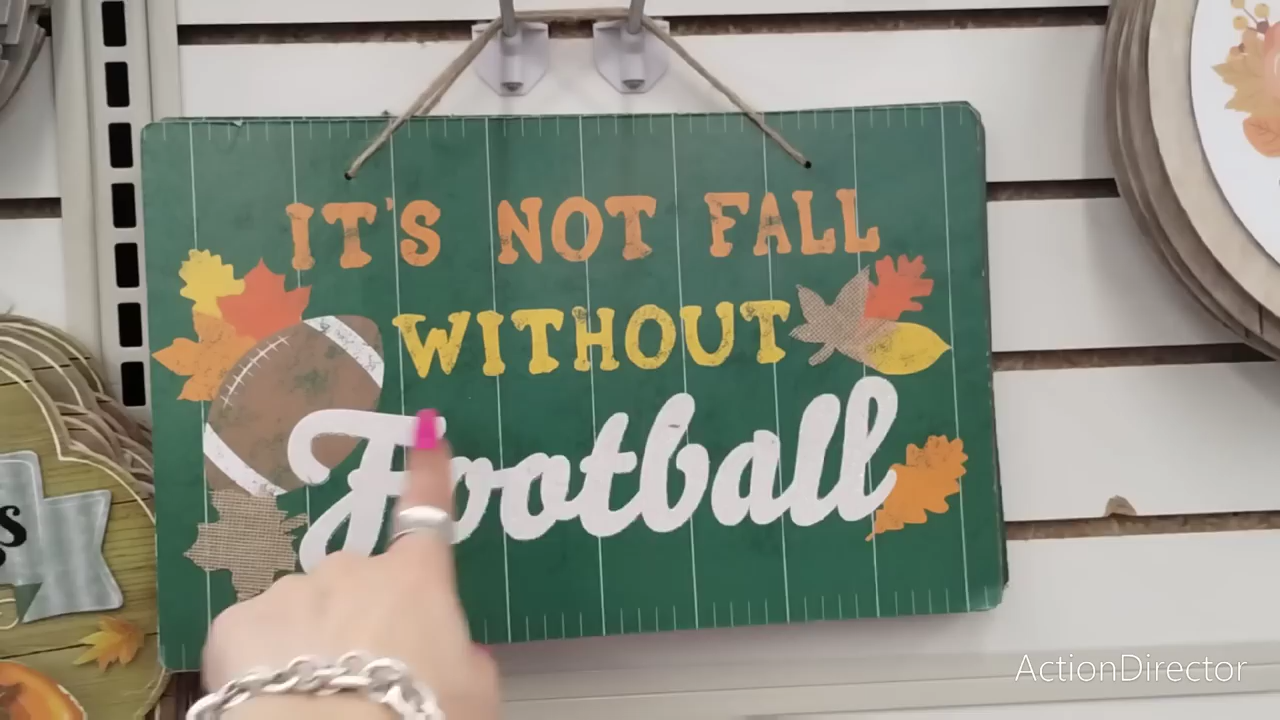 IT'S NOT FALL
WITHOUT
Football
s
ActionDirector